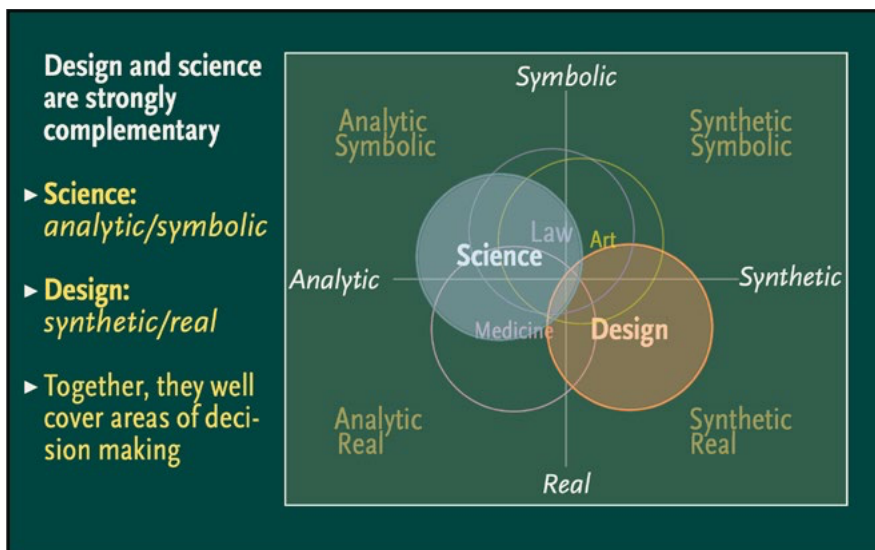 Design and science
are strongly
complementary
► Science:
analytic/symbolic
► Design:
synthetic/real
► Together, they well
cover areas of deci-
sion making
Symbolic
Analytic
Symbolic
Synthetic
Symbolic
Law
Art
Science
Analytic
Synthetic
Medicine
Design
Analytic
Real
Synthetic
Real
Real